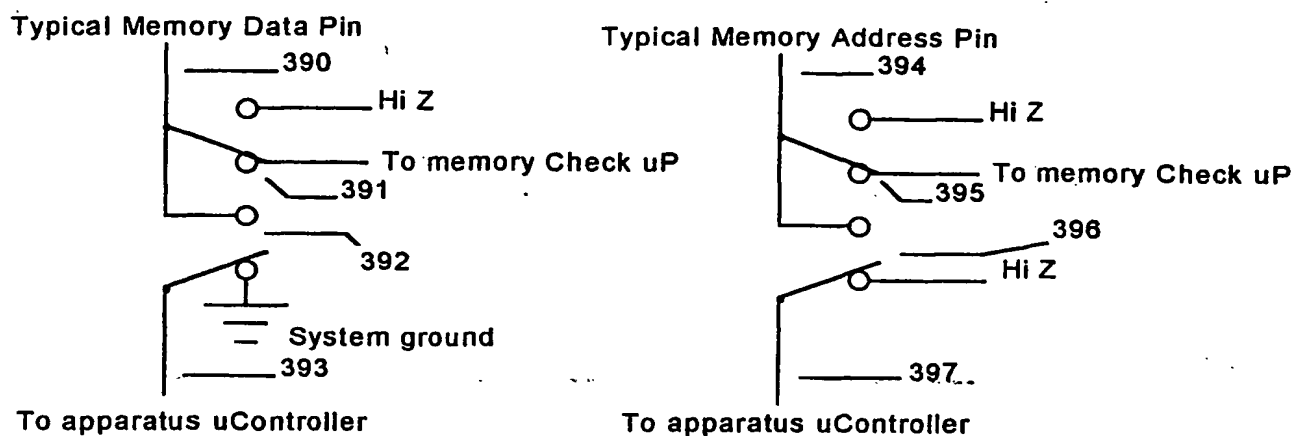 Typical Memory Data Pin
390
Hi Z
To memory Check uP
391
392
System ground
393
To apparatus uController
Typical Memory Address Pin
394
Hi Z
To memory Check uP
395
396
Hi Z
397
To apparatus uController